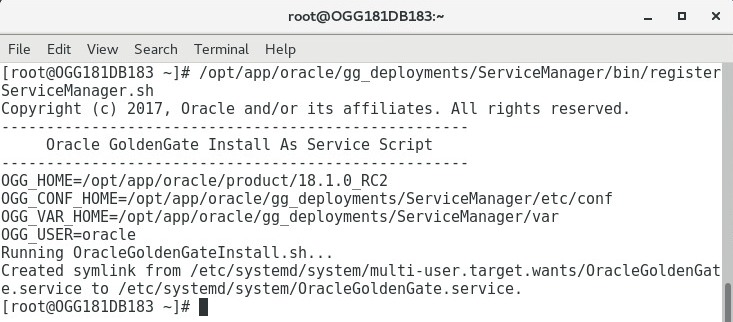 root@OGG181DB183:~
File Edit View Search Terminal Help
[root@OGG181DB183 ~]# /opt/app/oracle/gg_deployments/ServiceManager/bin/register
ServiceManager.sh
Copyright (c) 2017, Oracle and/or its affiliates. All rights reserved.
----------------------------------------------------
Oracle GoldenGate Install As Service Script
----------------------------------------------------
OGG_HOME=/opt/app/oracle/product/18.1.0_RC2
OGG_CONF_HOME=/opt/app/oracle/gg_deployments/ServiceManager/etc/conf
OGG_VAR_HOME=/opt/app/oracle/gg_deployments/ServiceManager/var
OGG_USER=oracle
Running OracleGoldenGateInstall.sh...
Created symlink from /etc/systemd/system/multi-user.target.wants/OracleGoldenGat
e.service to /etc/systemd/system/OracleGoldenGate.service.
[root@OGG181DB183 ~]#